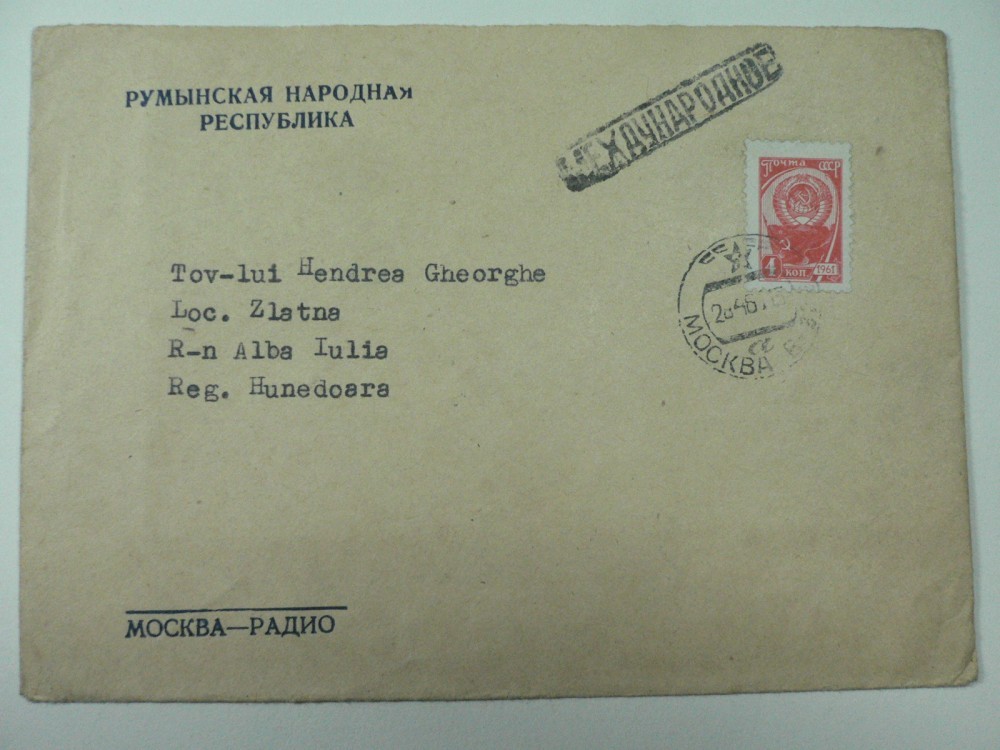 РУМЫНСКАЯ НАРОДНАЯ
РЕСПУБЛИКА
МЕЖДУНАРОДНОЕ
Почта СССР
4 коп 1961
МОСКВА
Tov-lui Hendrea Gheorghe
Loc. Zlatna
R-n Alba Iulia
Reg. Hunedoara
МОСКВА—РАДИО